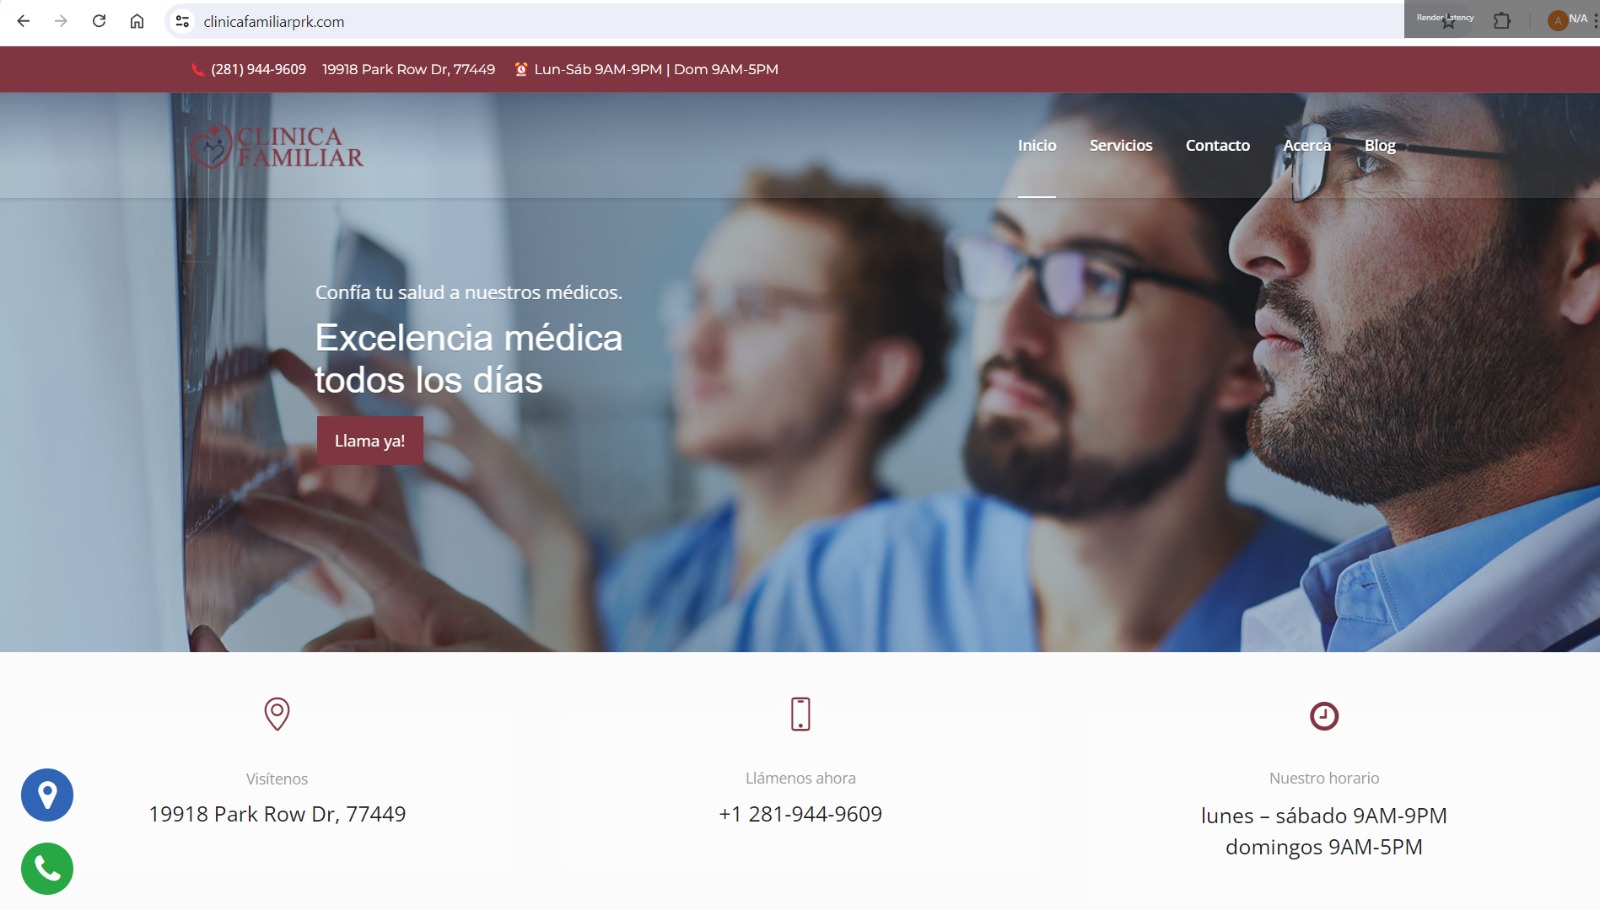 clinicafamiliarprk.com
Render Latency
A
N/A
(281) 944-9609 19918 Park Row Dr, 77449 Lun-Sáb 9AM-9PM | Dom 9AM-5PM
CLINICA
FAMILIAR
Inicio Servicios Contacto Acerca Blog
Confía tu salud a nuestros médicos.
Excelencia médica
todos los días
Llama ya!
Visítenos
19918 Park Row Dr, 77449
Llámenos ahora
+1 281-944-9609
Nuestro horario
lunes – sábado 9AM-9PM
domingos 9AM-5PM